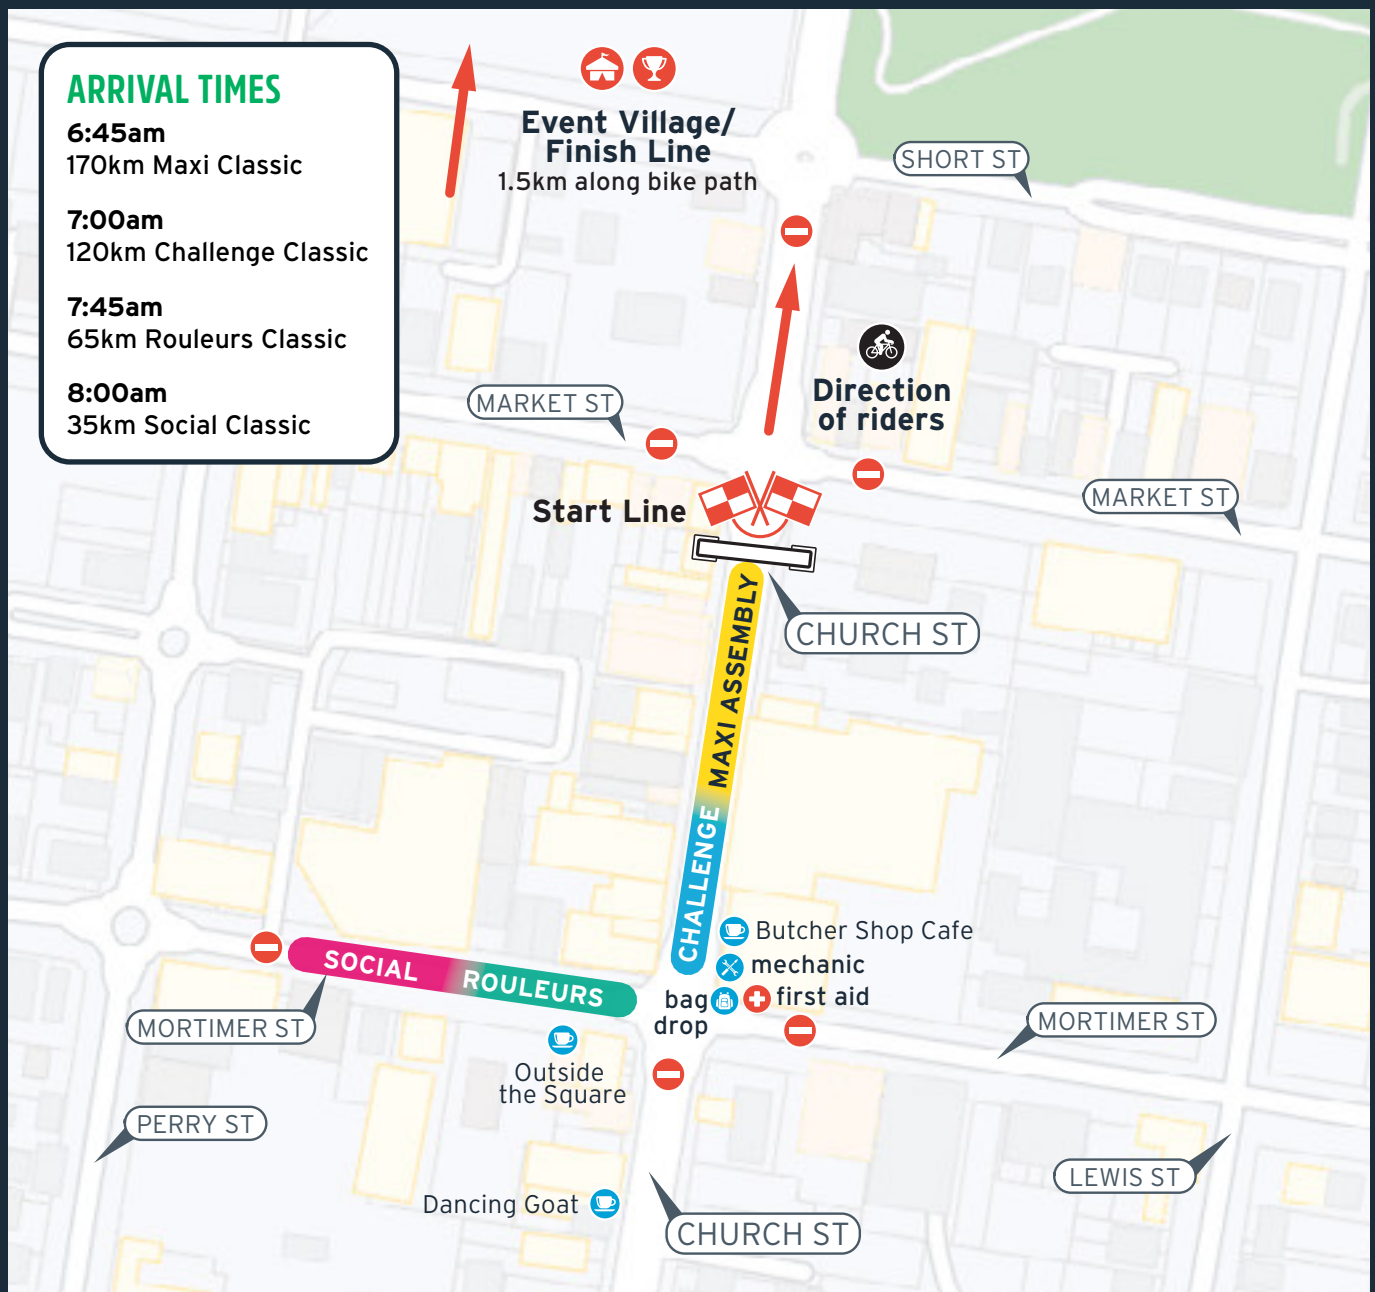 ARRIVAL TIMES
6:45am
170km Maxi Classic
7:00am
120km Challenge Classic
7:45am
65km Rouleurs Classic
8:00am
35km Social Classic
Event Village/
Finish Line
1.5km along bike path
SHORT ST
Direction
of riders
MARKET ST
MARKET ST
Start Line
CHURCH ST
MAXI ASSEMBLY
CHALLENGE
Butcher Shop Cafe
mechanic
first aid
bag
drop
SOCIAL
ROULEURS
MORTIMER ST
MORTIMER ST
Outside
the Square
PERRY ST
LEWIS ST
Dancing Goat
CHURCH ST